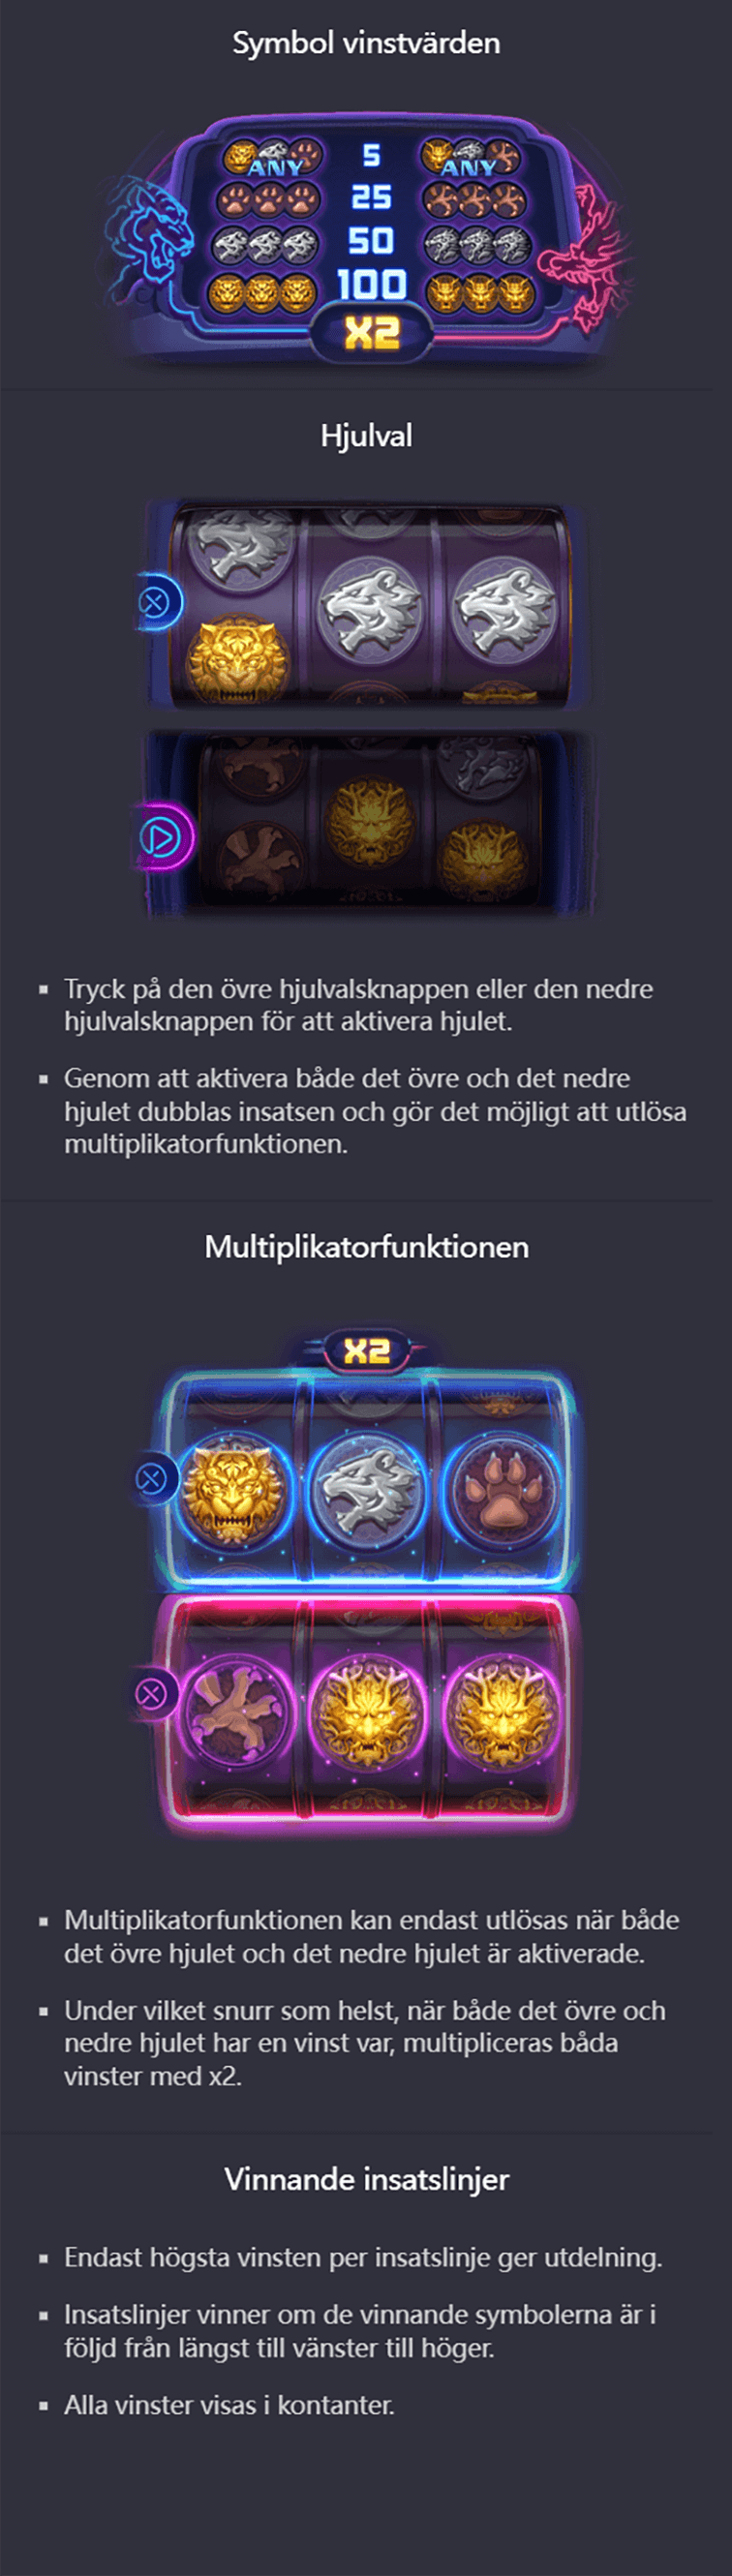 Symbol vinstvärden
ANY 5 ANY
25
50
100
X2
Hjulval
Tryck på den övre hjulvalsknappen eller den nedre
hjulvalsknappen för att aktivera hjulet.
Genom att aktivera både det övre och det nedre
hjulet dubblas insatsen och gör det möjligt att utlösa
multiplikatorfunktionen.
Multiplikatorfunktionen
X2
Multiplikatorfunktionen kan endast utlösas när både
det övre hjulet och det nedre hjulet är aktiverade.
Under vilket snurr som helst, när både det övre och
nedre hjulet har en vinst var, multipliceras båda
vinster med x2.
Vinnande insatslinjer
Endast högsta vinsten per insatslinje ger utdelning.
Insatslinjer vinner om de vinnande symbolerna är i
följd från längst till vänster till höger.
Alla vinster visas i kontanter.